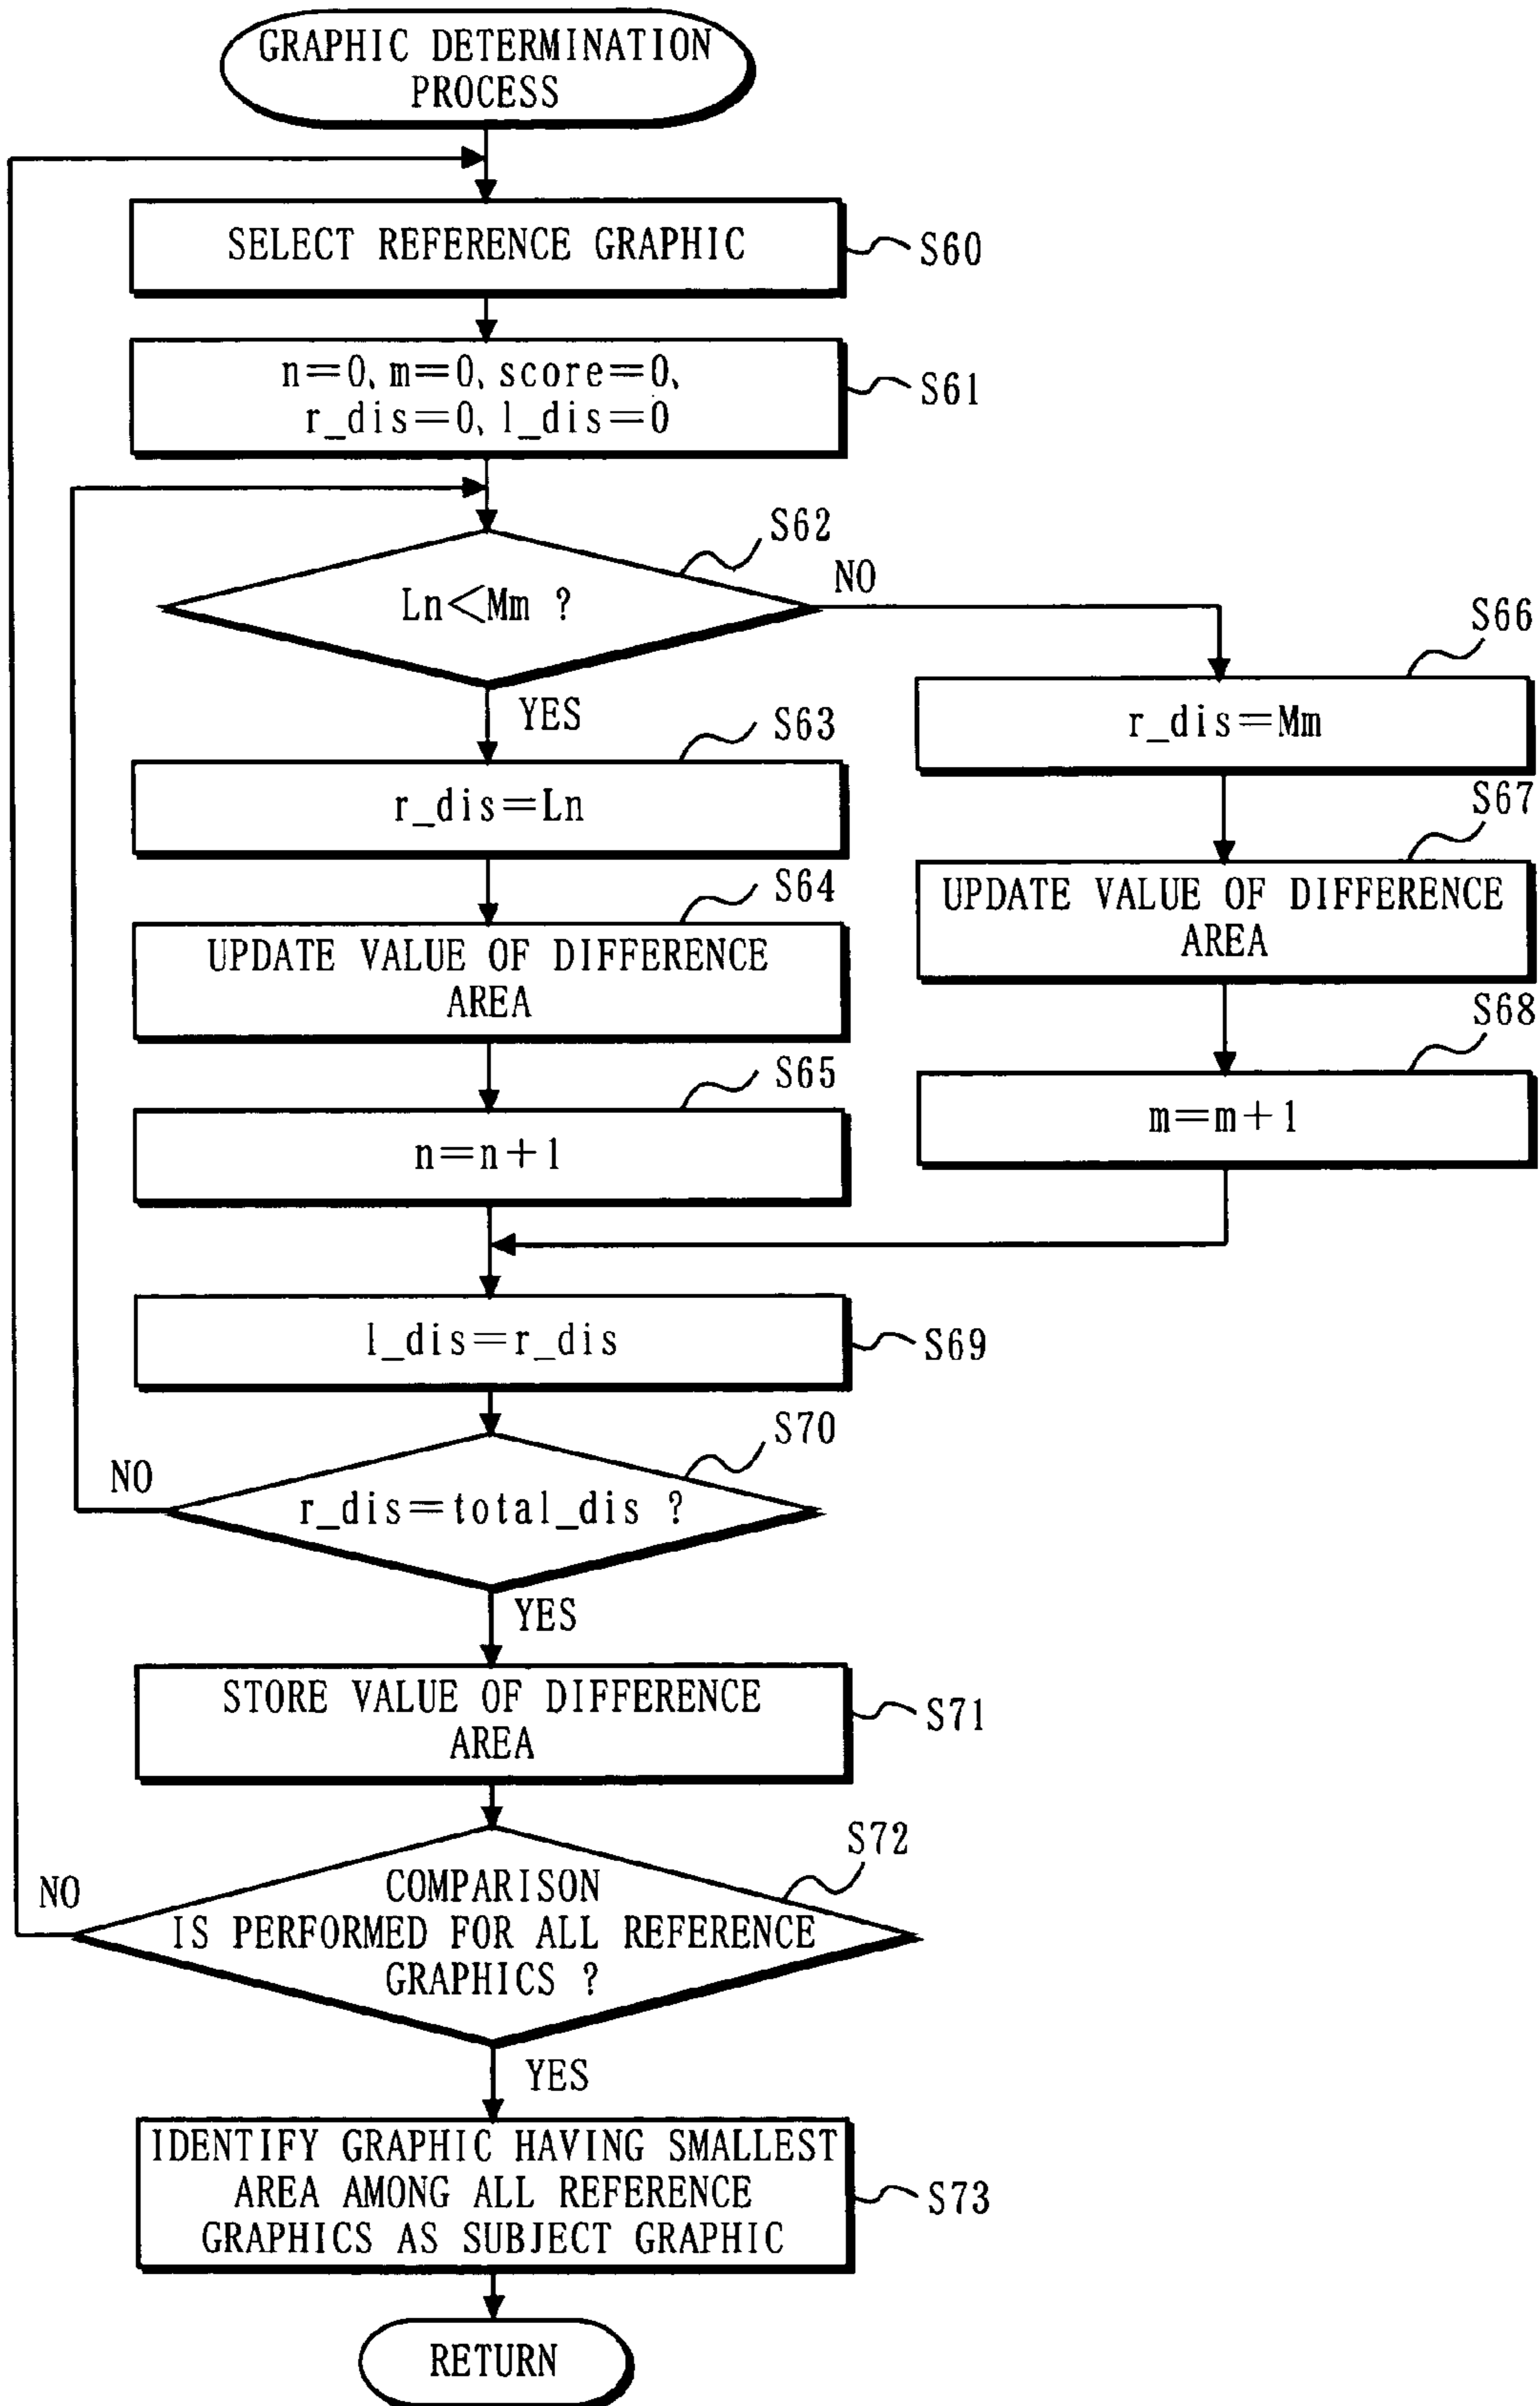 GRAPHIC DETERMINATION
PROCESS
SELECT REFERENCE GRAPHIC
S60
n=0, m=0, score=0,
r_dis=0, l_dis=0
S61
S62
Ln<Mm ?
NO
YES
S63
r_dis=Ln
S64
UPDATE VALUE OF DIFFERENCE
AREA
S65
n=n+1
S66
r_dis=Mm
S67
UPDATE VALUE OF DIFFERENCE
AREA
S68
m=m+1
l_dis=r_dis
S69
S70
NO
r_dis=total_dis ?
YES
STORE VALUE OF DIFFERENCE
AREA
S71
S72
NO
COMPARISON
IS PERFORMED FOR ALL REFERENCE
GRAPHICS ?
YES
IDENTIFY GRAPHIC HAVING SMALLEST
AREA AMONG ALL REFERENCE
GRAPHICS AS SUBJECT GRAPHIC
S73
RETURN